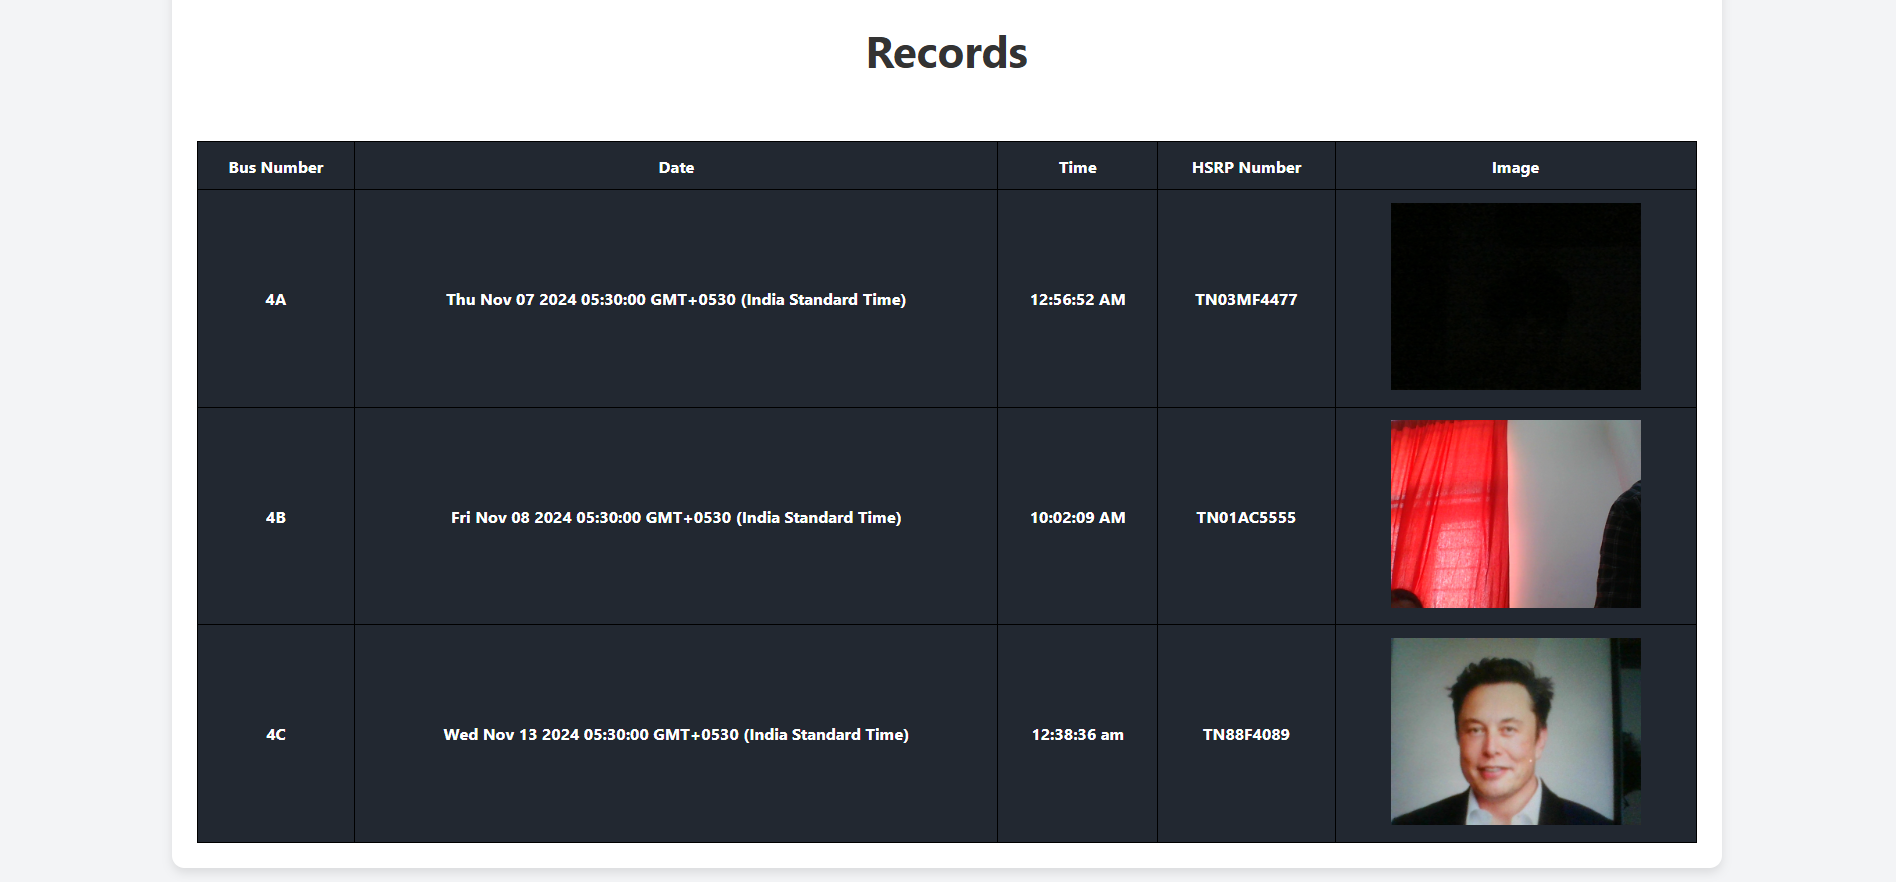 Records
Bus Number Date Time HSRP Number Image
4A Thu Nov 07 2024 05:30:00 GMT+0530 (India Standard Time) 12:56:52 AM TN03MF4477
4B Fri Nov 08 2024 05:30:00 GMT+0530 (India Standard Time) 10:02:09 AM TN01AC5555
4C Wed Nov 13 2024 05:30:00 GMT+0530 (India Standard Time) 12:38:36 am TN88F4089